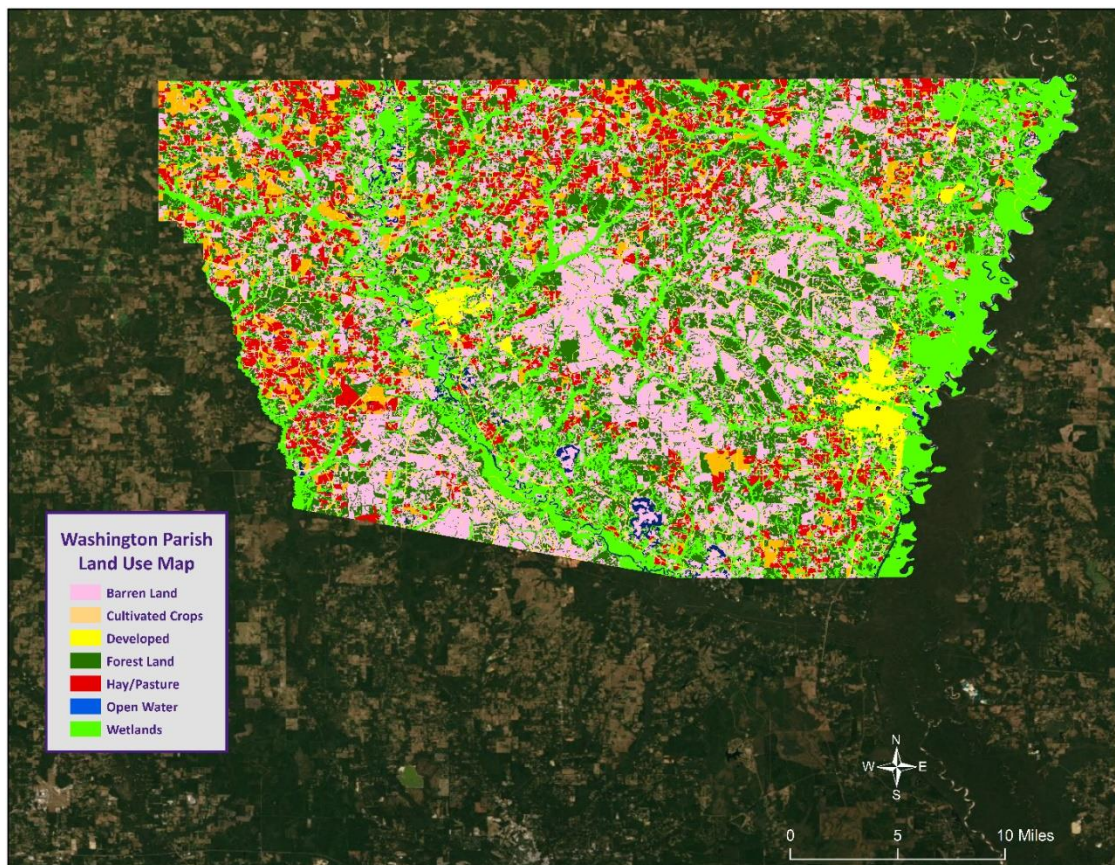 Washington Parish
Land Use Map
Barren Land
Cultivated Crops
Developed
Forest Land
Hay/Pasture
Open Water
Wetlands
N
W E
S
0 5 10 Miles